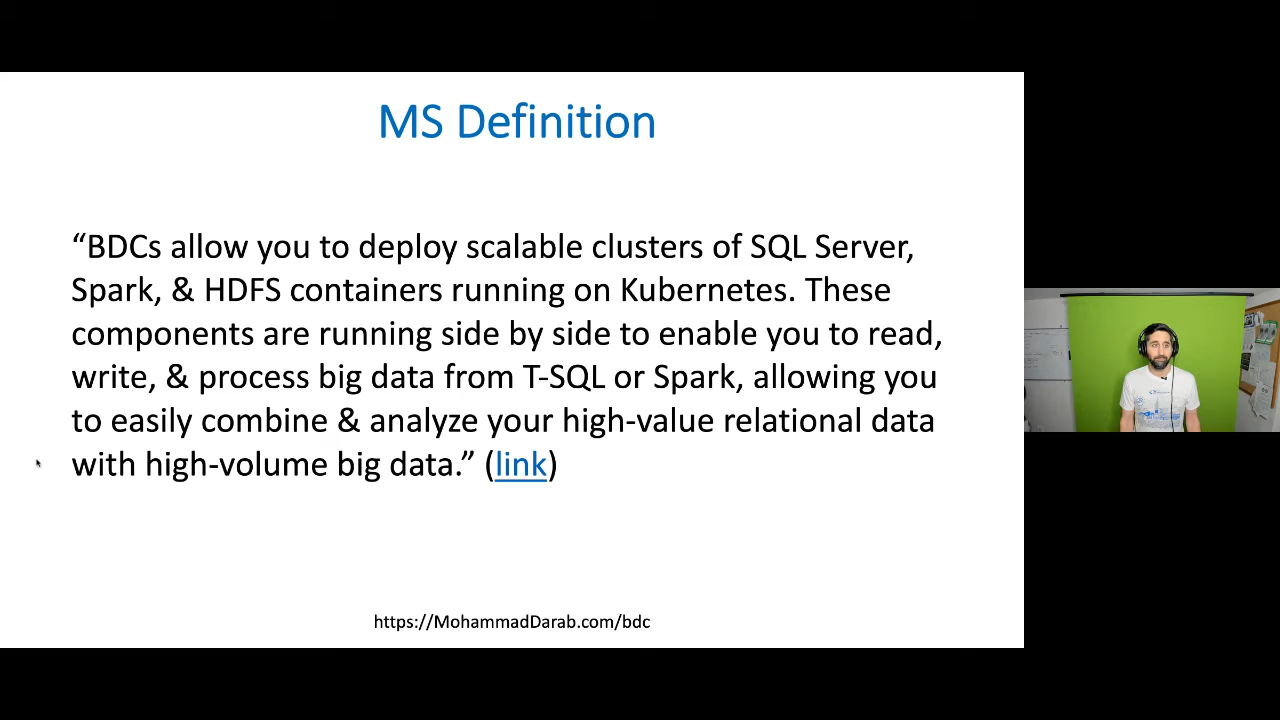 MS Definition
“BDCs allow you to deploy scalable clusters of SQL Server,
Spark, & HDFS containers running on Kubernetes. These
components are running side by side to enable you to read,
write, & process big data from T-SQL or Spark, allowing you
to easily combine & analyze your high-value relational data
with high-volume big data.” (link)
https://MohammadDarab.com/bdc